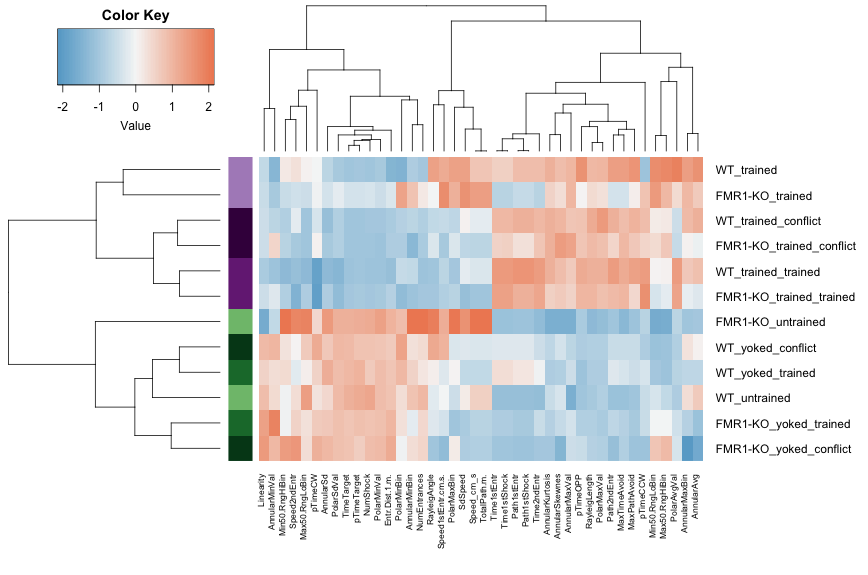 Color Key
-2 -1 0 1 2
Value
WT_trained
FMR1-KO_trained
WT_trained_conflict
FMR1-KO_trained_conflict
WT_trained_trained
FMR1-KO_trained_trained
FMR1-KO_untrained
WT_yoked_conflict
WT_yoked_trained
WT_untrained
FMR1-KO_yoked_trained
FMR1-KO_yoked_conflict
Linearity
AnnularMinVal
Min50.RngHiBin
Speed2ndEntr
Max50.RngLoBin
pTimeCW
AnnularSd
PolarSdVal
TimeTarget
pTimeTarget
NumShock
PolarMinVal
Entr.Dist.1.m.
PolarMinBin
AnnularMinBin
NumEntrances
RayleigAngle
Speed1stEntr.cm.s.
PolarMaxBin
SdSpeed
Speed_cm_s
TotalPath.m.
Time1stEntr
Time1stShock
Path1stEntr
Path1stShock
Time2ndEntr
AnnularKurtosis
AnnularSkewnes
AnnularMaxVal
pTimeOPP
RayleigLength
PolarMaxVal
Path2ndEntr
MaxTimeAvoid
MaxPathAvoid
pTimeCCW
Min50.RngLoBin
Max50.RngHiBin
PolarAvgVal
AnnularMaxBin
AnnularAvg